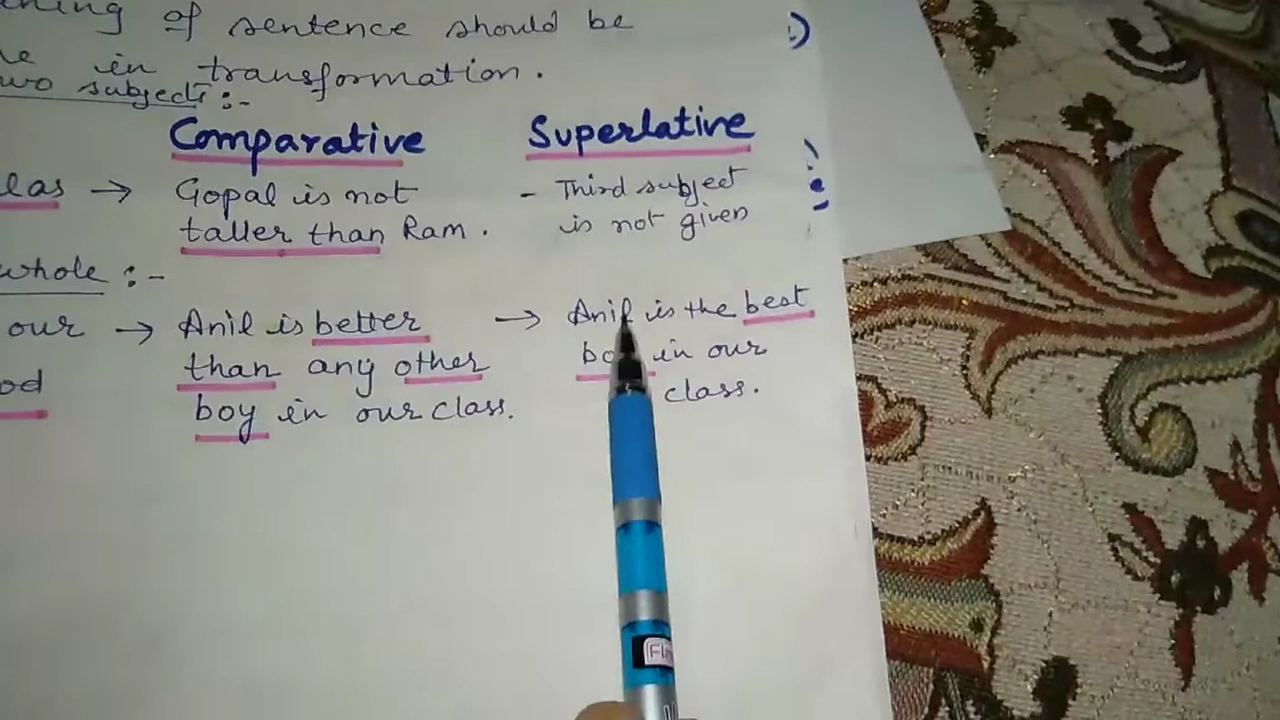 of sentence should be
in transformation.
subject :-
Comparative Superlative
las → Gopal is not - Third subject
taller than Ram. is not given
whole :-
our → Anil is better → Anil is the best
than any other in our
od boy in our class. class.